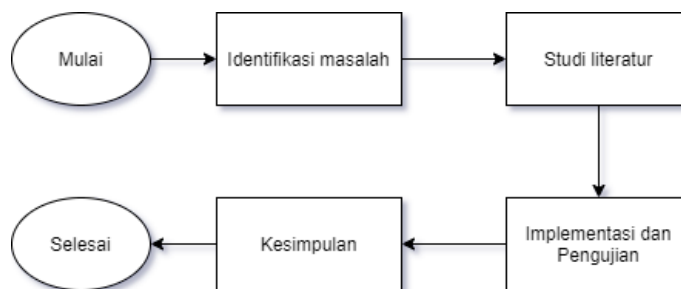 Mulai
Identifikasi masalah
Studi literatur
Implementasi dan
Pengujian
Kesimpulan
Selesai